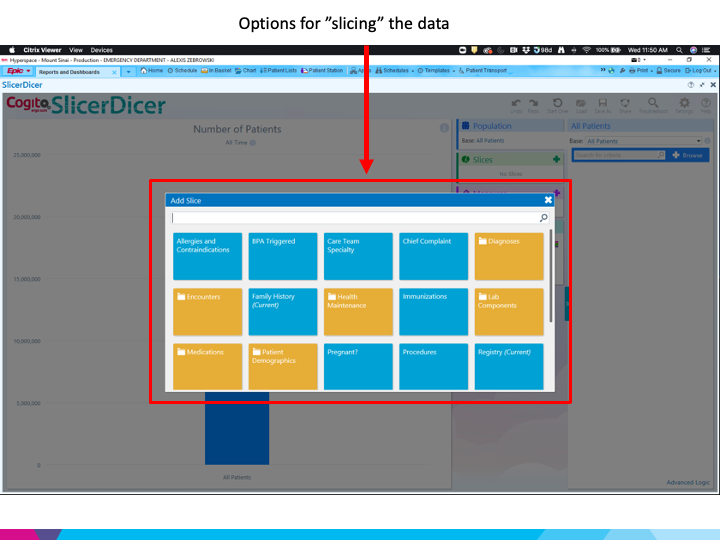 Options for ”slicing” the data
Citrix Viewer View Devices
98d 100% Wed 11:50 AM
Hyperspace - Mount Sinai - Production - EMERGENCY DEPARTMENT - ALEXIS ZEBROWSKI
Epic Reports and Dashboards x Home Schedule In Basket Chart Patient Lists Patient Station Schedules Templates Patient Transport Print Secure Log Out
SlicerDicer
Cogito SlicerDicer
Undo Redo Start Over Load Save As Share Settings Help
Number of Patients
All Time
Population
Base: All Patients
Slices
No Slices
All Patients
Base: All Patients
Search for criteria
Browse
25,000,000
20,000,000
15,000,000
10,000,000
5,000,000
0
All Patients
Advanced Logic
Add Slice
Allergies and
Contraindications
BPA Triggered
Care Team
Specialty
Chief Complaint
Diagnoses
Encounters
Family History
(Current)
Health
Maintenance
Immunizations
Lab
Components
Medications
Patient
Demographics
Pregnant?
Procedures
Registry (Current)